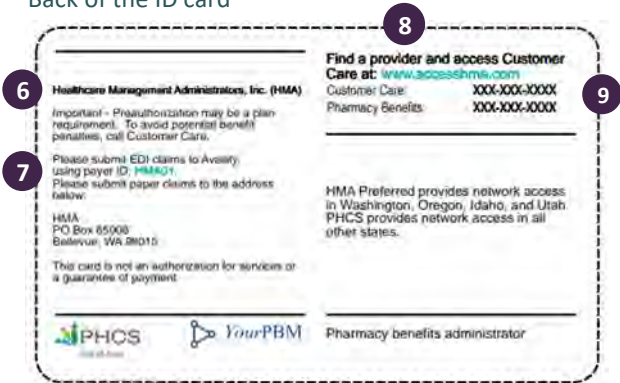 Back of the ID card
8
Find a provider and access Customer
Care at: www.accesshma.com
Customer Care: XXX-XXX-XXXX
Pharmacy Benefits: XXX-XXX-XXXX
9
6
Healthcare Management Administrators, Inc. (HMA)
Important - Preauthorization may be a plan
requirement. To avoid potential benefit
penalties, call Customer Care.
7
Please submit EDI claims to Availity
using payer ID: HMA01.
Please submit paper claims to the address
below:
HMA
PO Box 85008
Bellevue, WA 98015
This card is not an authorization for services or
a guarantee of payment
HMA Preferred provides network access
in Washington, Oregon, Idaho, and Utah
PHCS provides network access in all
other states.
PHCS
YourPBM
Pharmacy benefits administrator